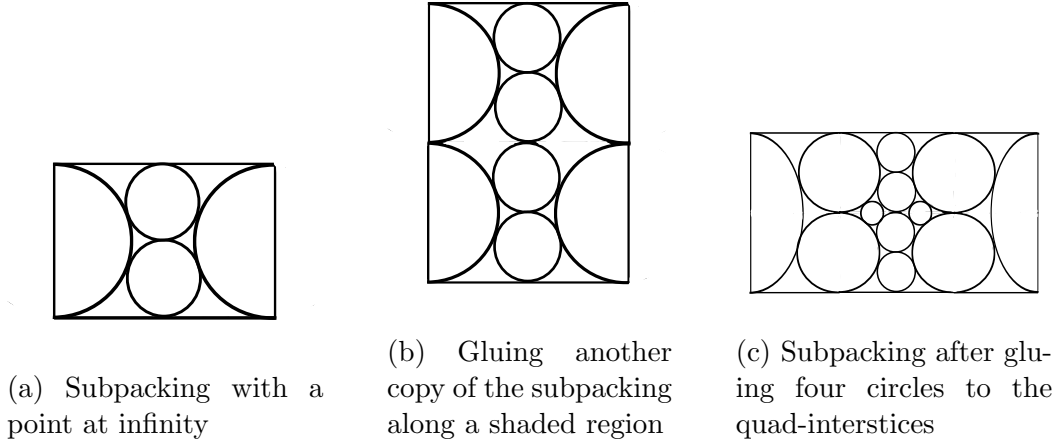 (a) Subpacking with a
point at infinity
(b) Gluing another
copy of the subpacking
along a shaded region
(c) Subpacking after glu-
ing four circles to the
quad-interstices